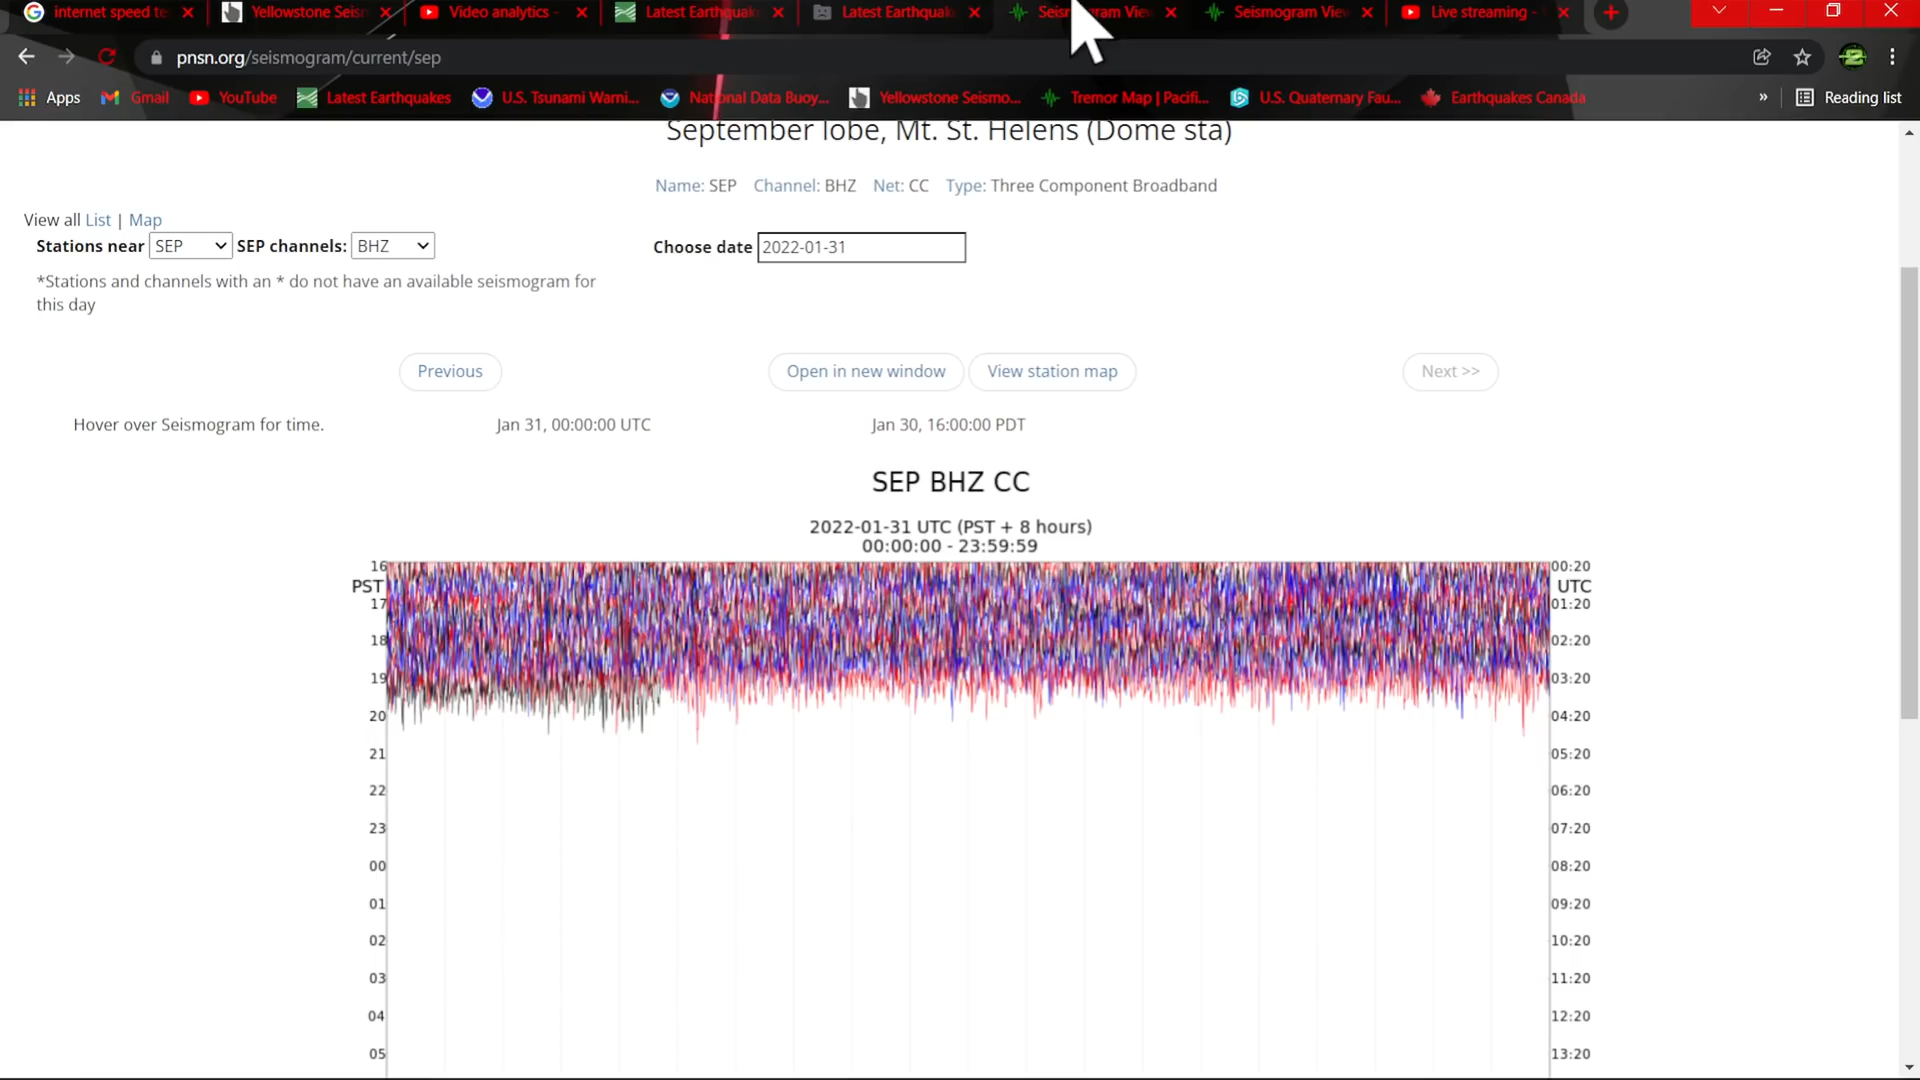 internet speed te
Yellowstone Seisn
Video analytics -
Latest Earthquak
Latest Earthquak
Seismogram Vie
Seismogram Vie
Live streaming -
pnsn.org/seismogram/current/sep
Apps
Gmail
YouTube
Latest Earthquakes
U.S. Tsunami Warni...
National Data Buoy...
Yellowstone Seismo...
Tremor Map | Pacifi...
U.S. Quaternary Fau...
Earthquakes Canada
»
Reading list
September lobe, Mt. St. Helens (Dome sta)
Name: SEP Channel: BHZ Net: CC Type: Three Component Broadband
View all List | Map
Stations near SEP SEP channels: BHZ
Choose date 2022-01-31
*Stations and channels with an * do not have an available seismogram for
this day
Previous
Open in new window
View station map
Next >>
Hover over Seismogram for time.
Jan 31, 00:00:00 UTC
Jan 30, 16:00:00 PDT
SEP BHZ CC
2022-01-31 UTC (PST + 8 hours)
00:00:00 - 23:59:59
16
00:20
PST
UTC
17
01:20
18
02:20
19
03:20
20
04:20
21
05:20
22
06:20
23
07:20
00
08:20
01
09:20
02
10:20
03
11:20
04
12:20
05
13:20